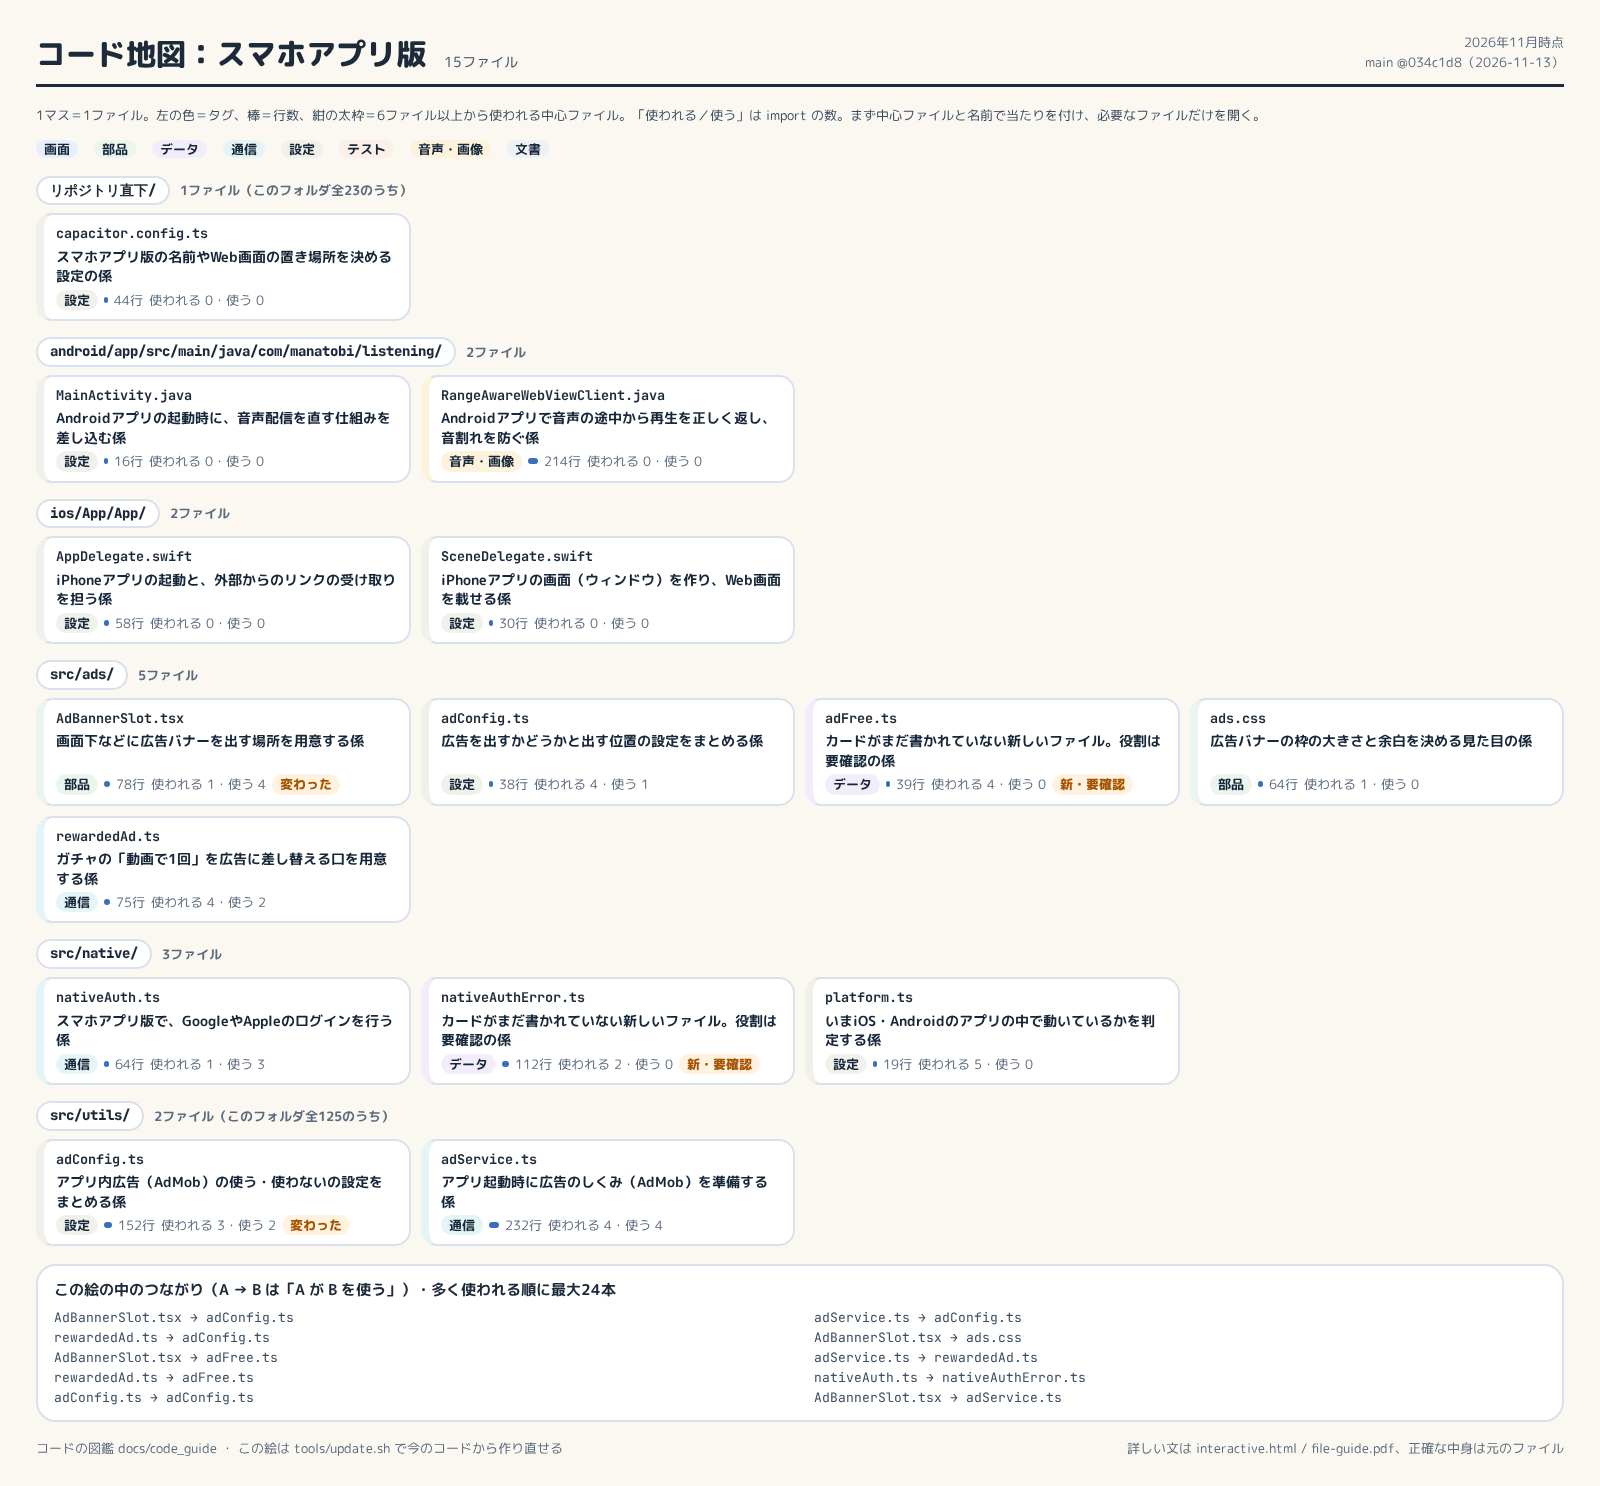 コード地図：スマホアプリ版 15ファイル
2026年11月時点
main @034c1d8（2026-11-13）
1マス＝1ファイル。左の色＝タグ、棒＝行数、紺の太枠＝6ファイル以上から使われる中心ファイル。「使われる／使う」は import の数。まず中心ファイルと名前で当たりを付け、必要なファイルだけを開く。
画面 部品 データ 通信 設定 テスト 音声・画像 文書
リポジトリ直下/ 1ファイル（このフォルダ全23のうち）
capacitor.config.ts
スマホアプリ版の名前やWeb画面の置き場所を決める
設定の係
設定 44行 使われる 0・使う 0
android/app/src/main/java/com/manatobi/listening/ 2ファイル
MainActivity.java
Androidアプリの起動時に、音声配信を直す仕組みを
差し込む係
設定 16行 使われる 0・使う 0
RangeAwareWebViewClient.java
Androidアプリで音声の途中から再生を正しく返し、
音割れを防ぐ係
音声・画像 214行 使われる 0・使う 0
ios/App/App/ 2ファイル
AppDelegate.swift
iPhoneアプリの起動と、外部からのリンクの受け取り
を担う係
設定 58行 使われる 0・使う 0
SceneDelegate.swift
iPhoneアプリの画面（ウィンドウ）を作り、Web画面
を載せる係
設定 30行 使われる 0・使う 0
src/ads/ 5ファイル
AdBannerSlot.tsx
画面下などに広告バナーを出す場所を用意する係
部品 78行 使われる 1・使う 4 変わった
adConfig.ts
広告を出すかどうかと出す位置の設定をまとめる係
設定 38行 使われる 4・使う 1
adFree.ts
カードがまだ書かれていない新しいファイル。役割は
要確認の係
データ 39行 使われる 4・使う 0 新・要確認
ads.css
広告バナーの枠の大きさと余白を決める見た目の係
部品 64行 使われる 1・使う 0
rewardedAd.ts
ガチャの「動画で1回」を広告に差し替える口を用意
する係
通信 75行 使われる 4・使う 2
src/native/ 3ファイル
nativeAuth.ts
スマホアプリ版で、GoogleやAppleのログインを行う
係
通信 64行 使われる 1・使う 3
nativeAuthError.ts
カードがまだ書かれていない新しいファイル。役割は
要確認の係
データ 112行 使われる 2・使う 0 新・要確認
platform.ts
いまiOS・Androidのアプリの中で動いているかを判
定する係
設定 19行 使われる 5・使う 0
src/utils/ 2ファイル（このフォルダ全125のうち）
adConfig.ts
アプリ内広告（AdMob）の使う・使わないの設定を
まとめる係
設定 152行 使われる 3・使う 2 変わった
adService.ts
アプリ起動時に広告のしくみ（AdMob）を準備する
係
通信 232行 使われる 4・使う 4
この絵の中のつながり（A → B は「A が B を使う」）・多く使われる順に最大24本
AdBannerSlot.tsx → adConfig.ts
rewardedAd.ts → adConfig.ts
AdBannerSlot.tsx → adFree.ts
rewardedAd.ts → adFree.ts
adConfig.ts → adConfig.ts
adService.ts → adConfig.ts
AdBannerSlot.tsx → ads.css
adService.ts → rewardedAd.ts
nativeAuth.ts → nativeAuthError.ts
AdBannerSlot.tsx → adService.ts
コードの図鑑 docs/code_guide ・ この絵は tools/update.sh で今のコードから作り直せる
詳しい文は interactive.html / file-guide.pdf、正確な中身は元のファイル